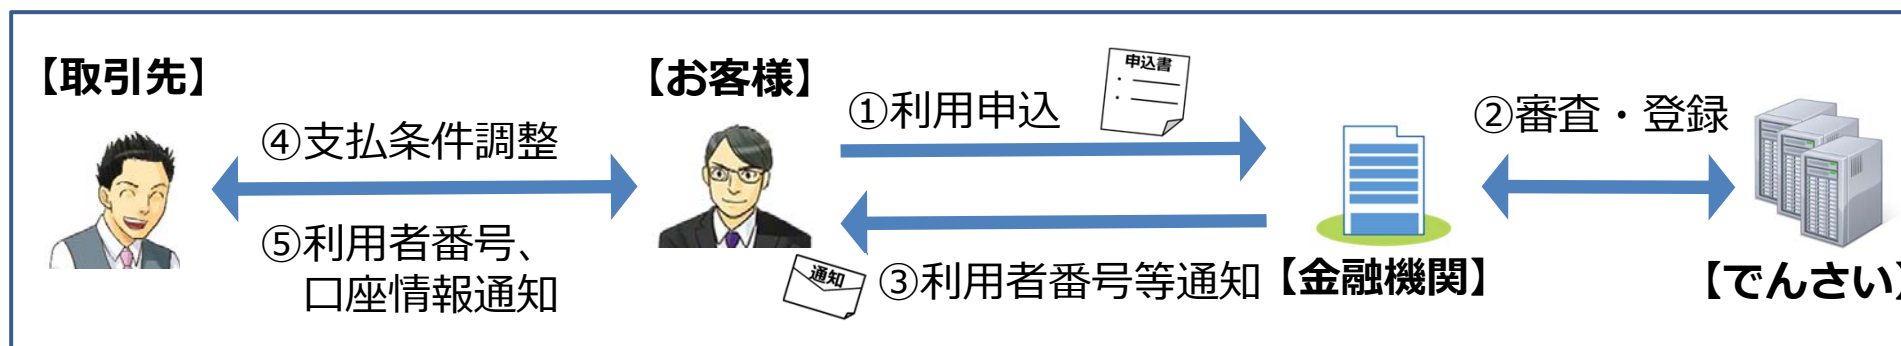 【取引先】
④支払条件調整
⑤利用者番号、
口座情報通知
【お客様】
①利用申込
申込書
通知
③利用者番号等通知
【金融機関】
②審査・登録
【でんさい】